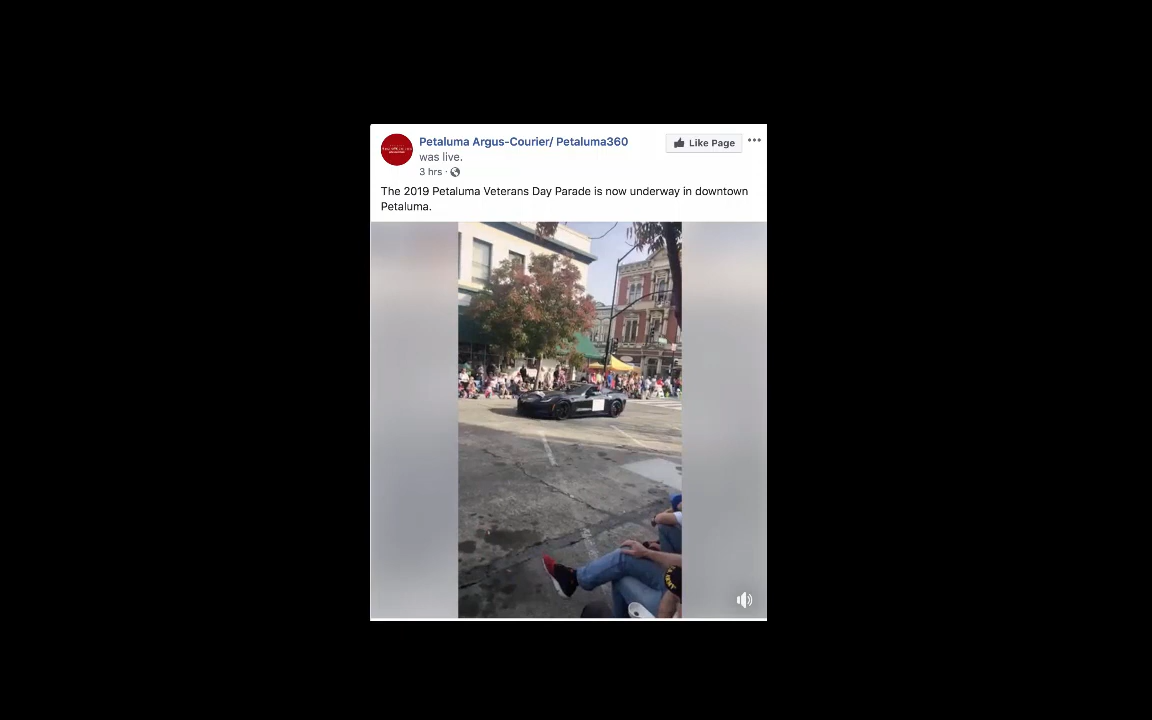 Petaluma Argus-Courier/ Petaluma360
Like Page
was live.
3 hrs ·
The 2019 Petaluma Veterans Day Parade is now underway in downtown
Petaluma.